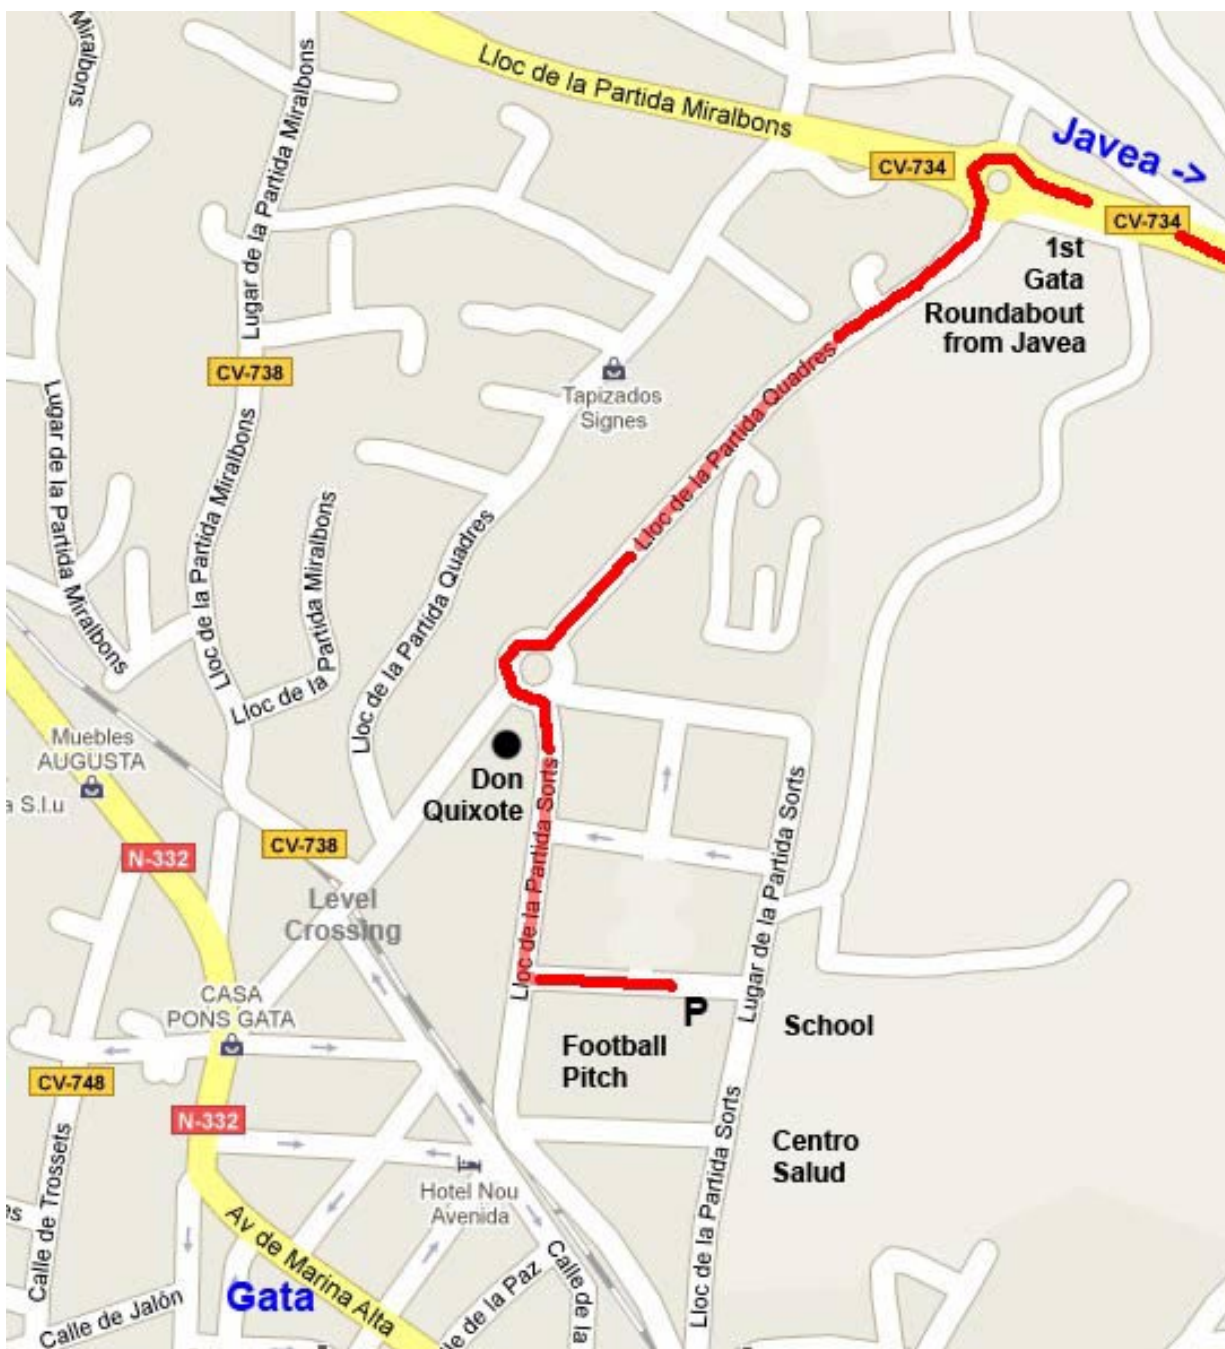 Miralbons
Lugar de la Partida Miralbons
Lloc de la Partida Miralbons
Javea ->
CV-734
CV-734
1st
Gata
Roundabout
from Javea
CV-738
Tapizados
Signes
Lloc de la Partida Quadres
Lugar de la Partida Miralbons
Lloc de la Partida Miralbons
Lloc de la Partida Miralbons
Lloc de la Partida Quadres
Muebles
AUGUSTA
a S.l.u
Don
Quixote
N-332
CV-738
Level
Crossing
Lloc de la Partida Sorts
Lugar de la Partida Sorts
CASA
PONS GATA
P
School
Football
Pitch
CV-748
N-332
Centro
Salud
Hotel Nou
Avenida
es
Calle de Trossets
Av de Marina Alta
Lloc de la Partida Sorts
Gata
Calle de Jalón
lle de la Paz
Calle de la